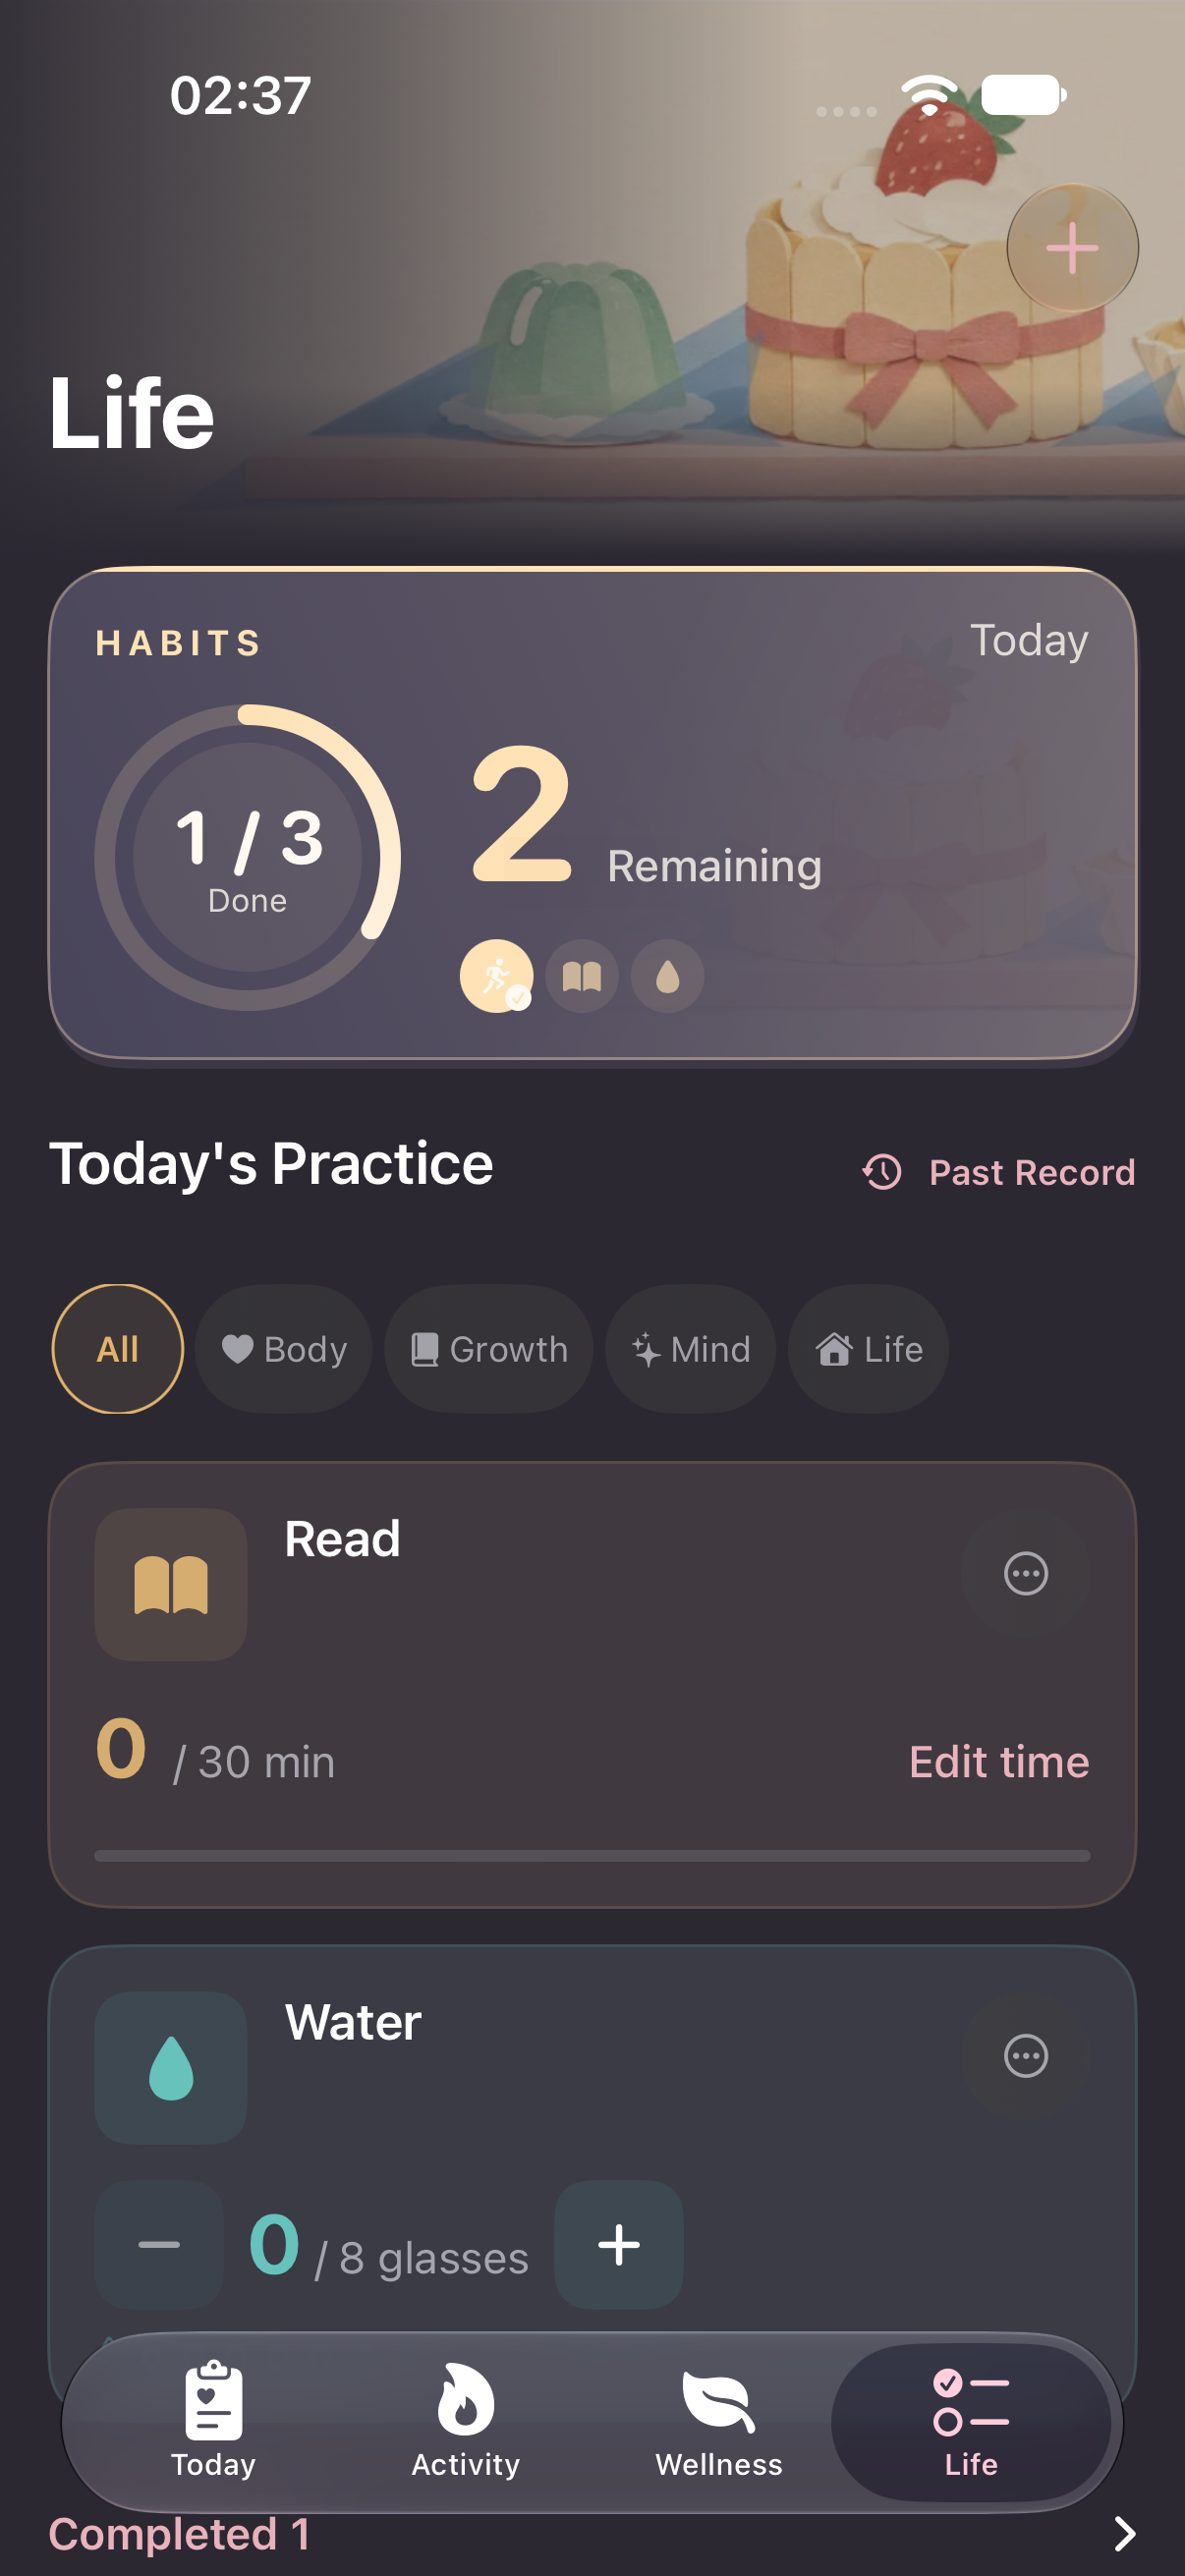 02:37
Life
HABITS
Today
1 / 3
Done
2 Remaining
Today's Practice
Past Record
All
Body
Growth
Mind
Life
Read
0 / 30 min
Edit time
Water
0 / 8 glasses
Today
Activity
Wellness
Life
Completed 1